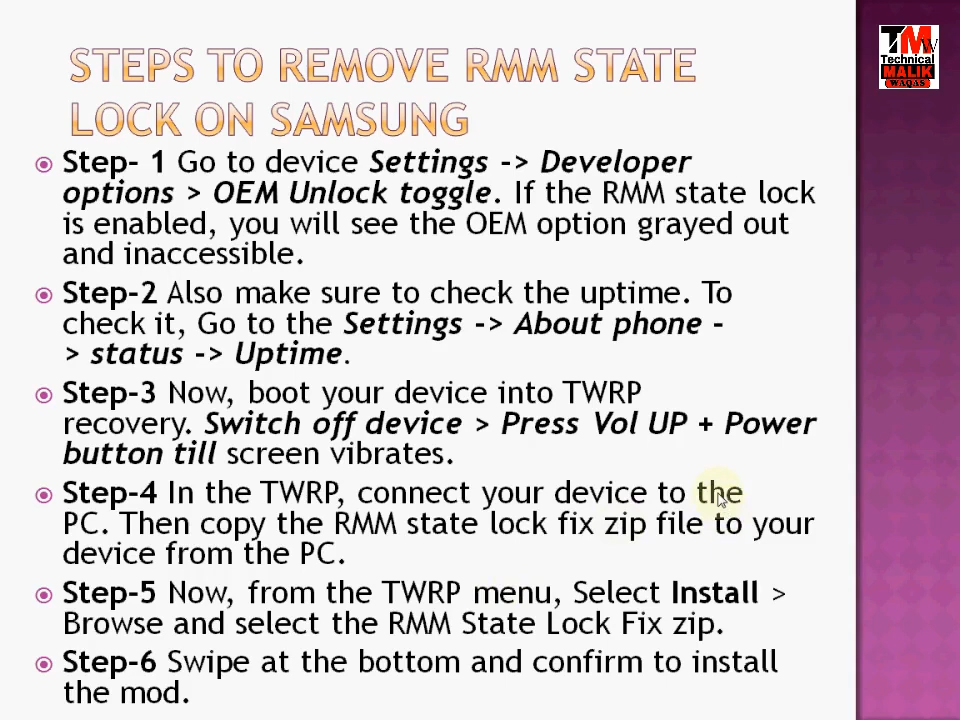 STEPS TO REMOVE RMM STATE
LOCK ON SAMSUNG
TMW
Technical
MALIK
WAQAS
Step- 1 Go to device Settings -> Developer
options > OEM Unlock toggle. If the RMM state lock
is enabled, you will see the OEM option grayed out
and inaccessible.
Step-2 Also make sure to check the uptime. To
check it, Go to the Settings -> About phone -
> status -> Uptime.
Step-3 Now, boot your device into TWRP
recovery. Switch off device > Press Vol UP + Power
button till screen vibrates.
Step-4 In the TWRP, connect your device to the
PC. Then copy the RMM state lock fix zip file to your
device from the PC.
Step-5 Now, from the TWRP menu, Select Install >
Browse and select the RMM State Lock Fix zip.
Step-6 Swipe at the bottom and confirm to install
the mod.